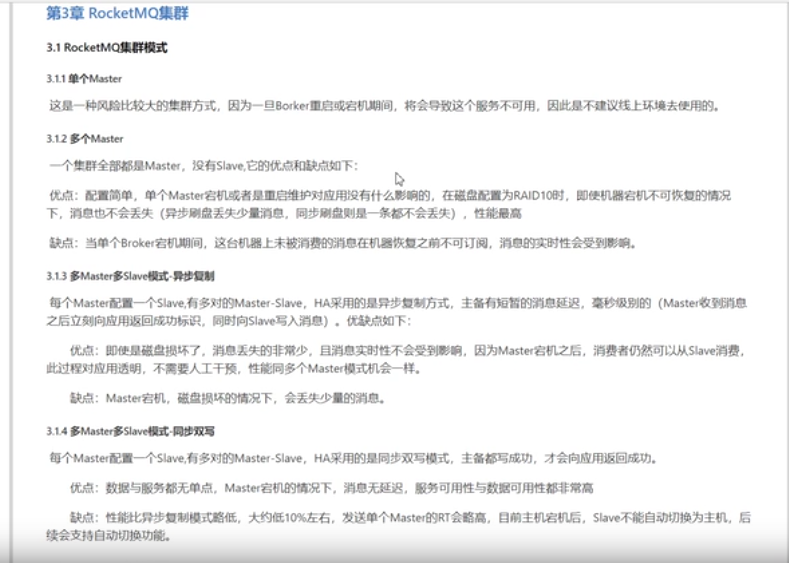 第3章 RocketMQ集群
3.1 RocketMQ集群模式
3.1.1 单个Master
这是一种风险比较大的集群方式，因为一旦Borker重启或宕机期间，将会导致这个服务不可用，因此是不建议线上环境去使用的。
3.1.2 多个Master
一个集群全部都是Master，没有Slave,它的优点和缺点如下：
优点：配置简单，单个Master宕机或者是重启维护对应用没有什么影响的，在磁盘配置为RAID10时，即使机器宕机不可恢复的情况
下，消息也不会丢失（异步刷盘丢失少量消息，同步刷盘则是一条都不会丢失），性能最高
缺点：当单个Broker宕机期间，这台机器上未被消费的消息在机器恢复之前不可订阅，消息的实时性会受到影响。
3.1.3 多Master多Slave模式-异步复制
每个Master配置一个Slave,有多对的Master-Slave，HA采用的是异步复制方式，主备有短暂的消息延迟，毫秒级别的（Master收到消息
之后立刻向应用返回成功标识，同时向Slave写入消息）。优缺点如下：
优点：即使是磁盘损坏了，消息丢失的非常少，且消息实时性不会受到影响，因为Master宕机之后，消费者仍然可以从Slave消费，
此过程对应用透明，不需要人工干预，性能同多个Master模式机会一样。
缺点：Master宕机，磁盘损坏的情况下，会丢失少量的消息。
3.1.4 多Master多Slave模式-同步双写
每个Master配置一个Slave,有多对的Master-Slave，HA采用的是同步双写模式，主备都写成功，才会向应用返回成功。
优点：数据与服务都无单点，Master宕机的情况下，消息无延迟，服务可用性与数据可用性都非常高
缺点：性能比异步复制模式略低，大约低10%左右，发送单个Master的RT会略高，目前主机宕机后，Slave不能自动切换为主机，后
续会支持自动切换功能。